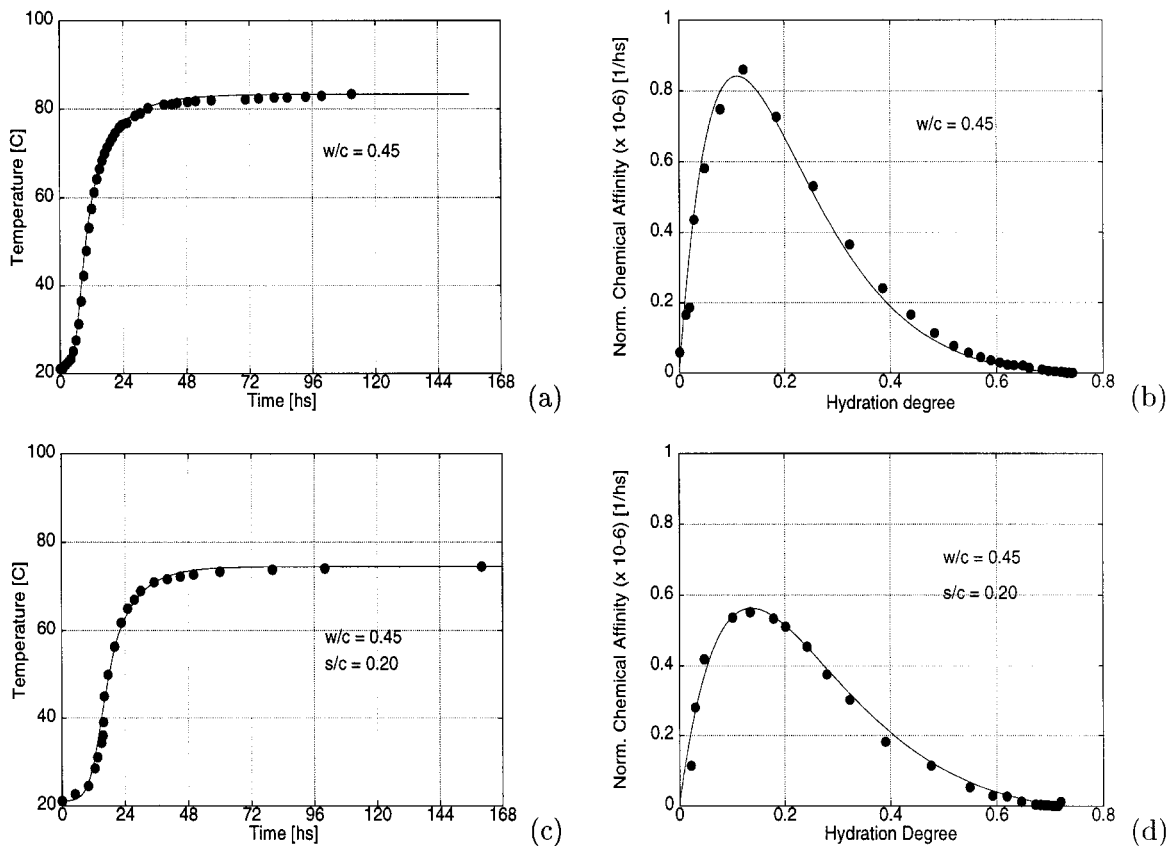 100
80
60
40
20
Temperature [C]
w/c = 0.45
0 24 48 72 96 120 144 168
Time [hs]
(a)
1
0.8
0.6
0.4
0.2
0
Norm. Chemical Affinity (x 10-6) [1/hs]
w/c = 0.45
0 0.2 0.4 0.6 0.8
Hydration degree
(b)
100
80
60
40
20
Temperature [C]
w/c = 0.45
s/c = 0.20
0 24 48 72 96 120 144 168
Time [hs]
(c)
1
0.8
0.6
0.4
0.2
0
Norm. Chemical Affinity (x 10-6) [1/hs]
w/c = 0.45
s/c = 0.20
0 0.2 0.4 0.6 0.8
Hydration Degree
(d)